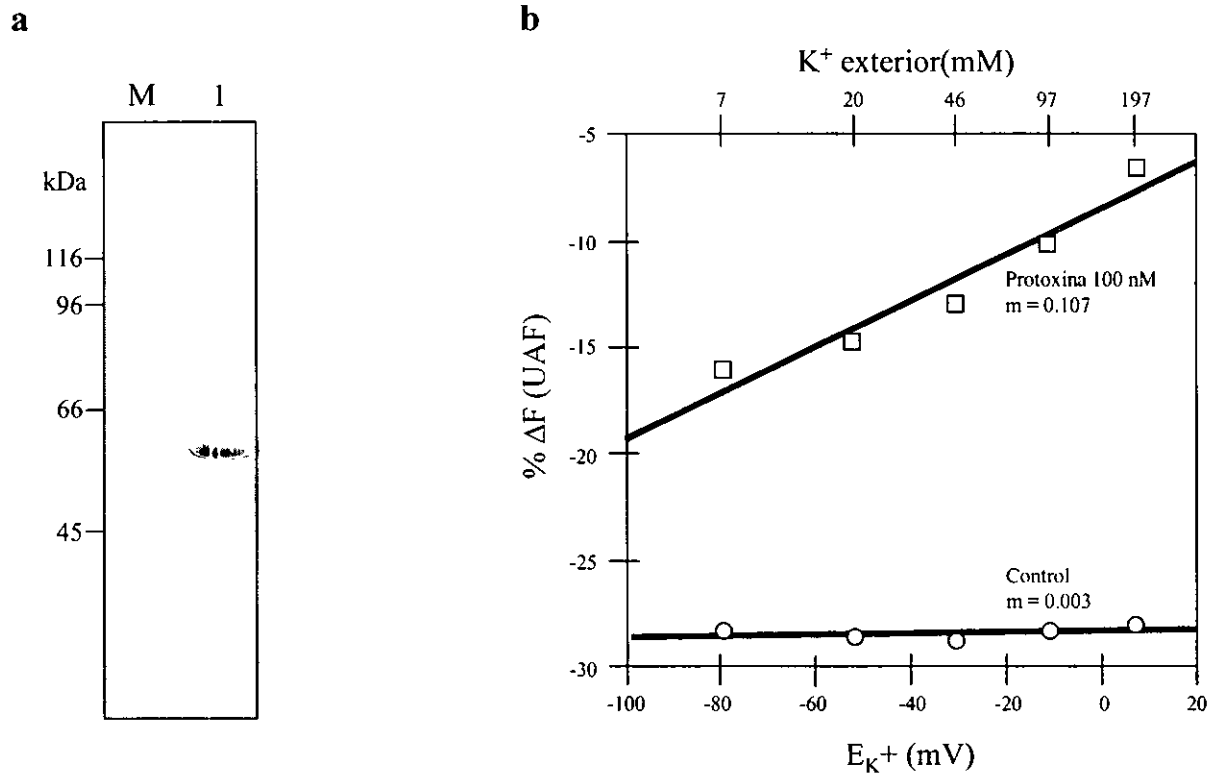 a
M 1
kDa
116
96
66
45
b
K⁺ exterior(mM)
7 20 46 97 197
% ΔF (UAF)
-5
-10
-15
-20
-25
-30
Protoxina 100 nM
m = 0.107
Control
m = 0.003
-100 -80 -60 -40 -20 0 20
E_K+ (mV)